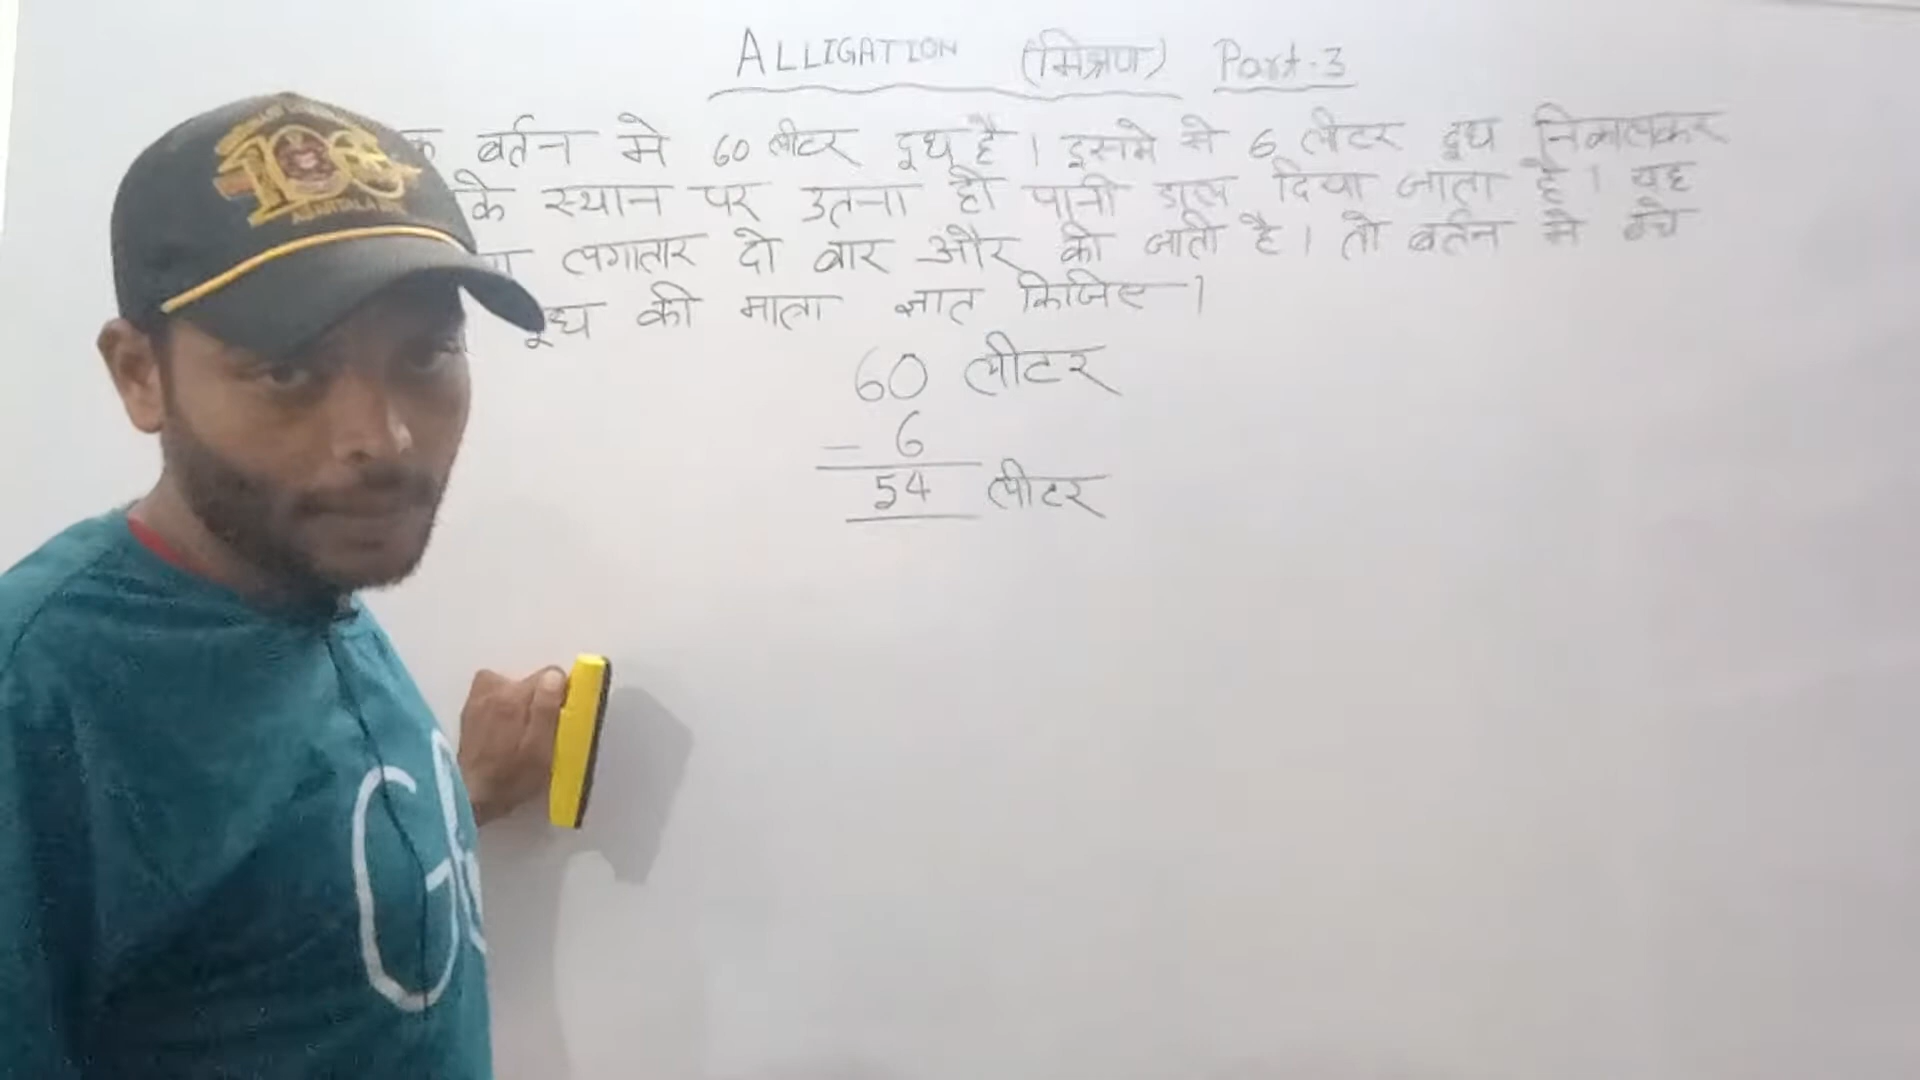 ALLIGATION (मिश्रण) Part-3
क बर्तन मे 60 लीटर दूध है। इसमे से 6 लीटर दूध निकालकर
के स्थान पर उतना ही पानी डाल दिया जाता है। यह
लगातार दो बार और की जाती है। तो बर्तन मे बचे
दूध की मात्रा ज्ञात किजिए।
60 लीटर
- 6
54 लीटर
100